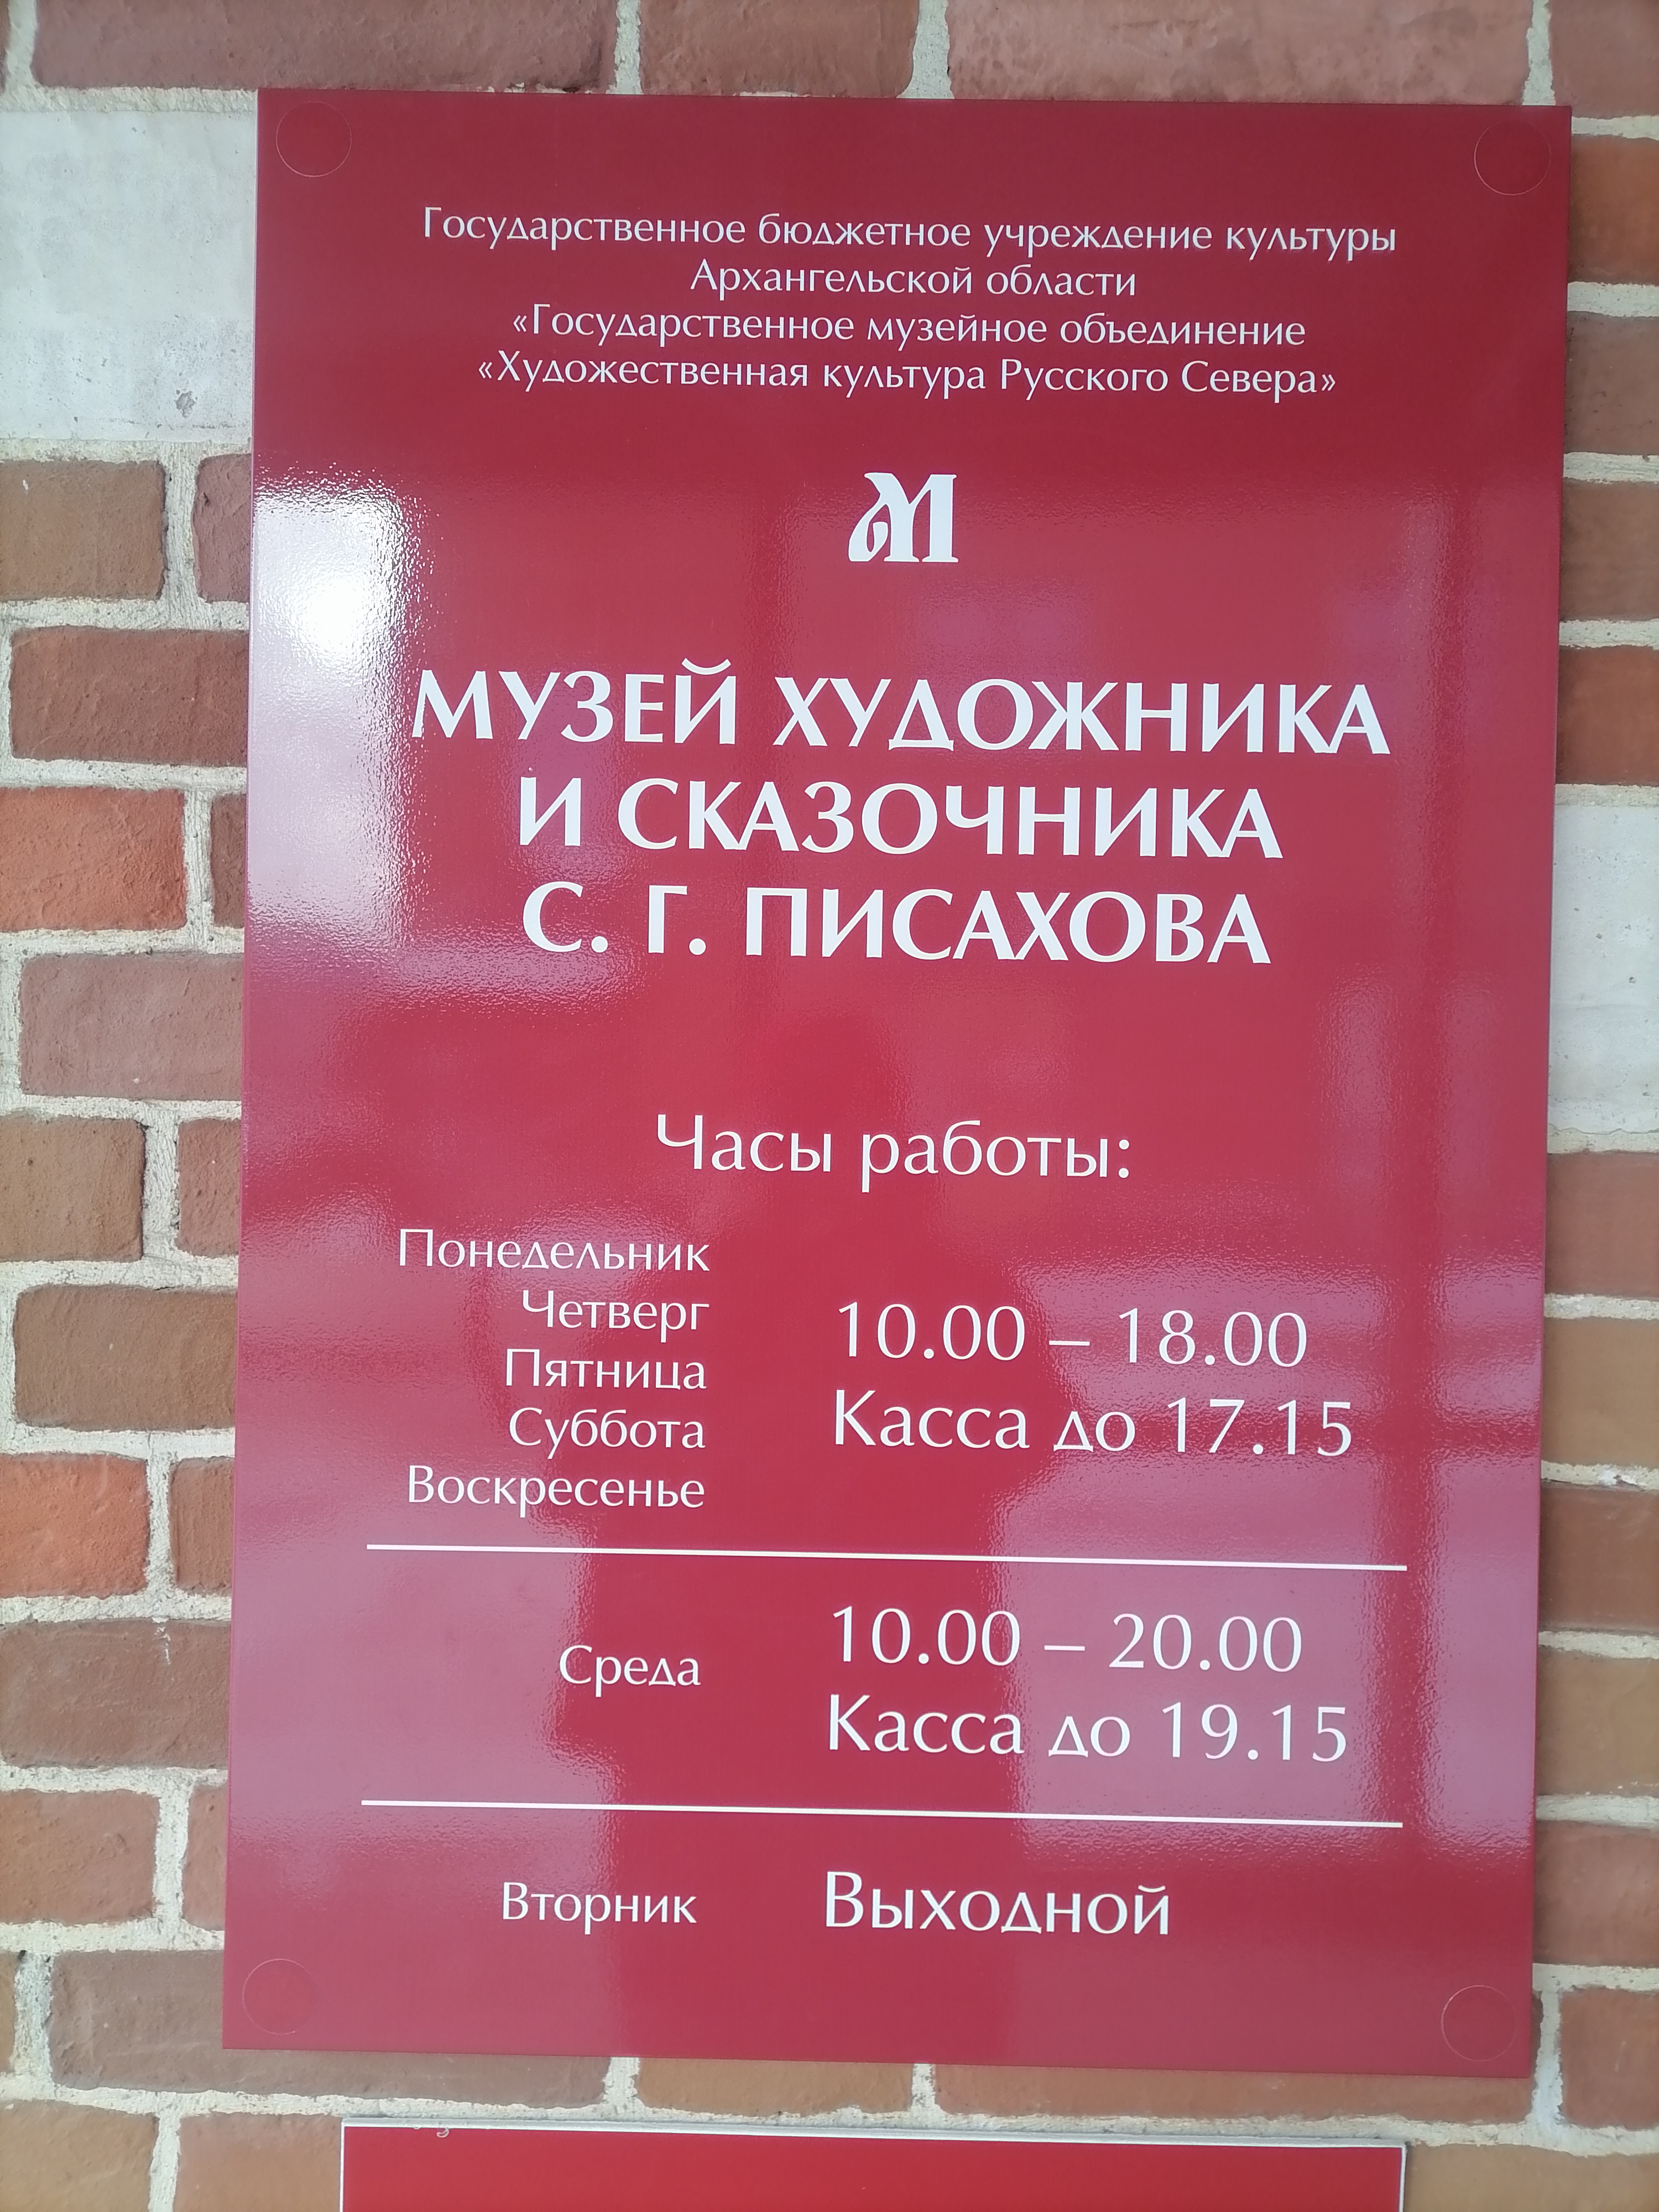 Государственное бюджетное учреждение культуры
Архангельской области
«Государственное музейное объединение
«Художественная культура Русского Севера»
М
МУЗЕЙ ХУДОЖНИКА
И СКАЗОЧНИКА
С. Г. ПИСАХОВА
Часы работы:
Понедельник
Четверг
Пятница
Суббота
Воскресенье
10.00 – 18.00
Касса до 17.15
Среда
10.00 – 20.00
Касса до 19.15
Вторник Выходной